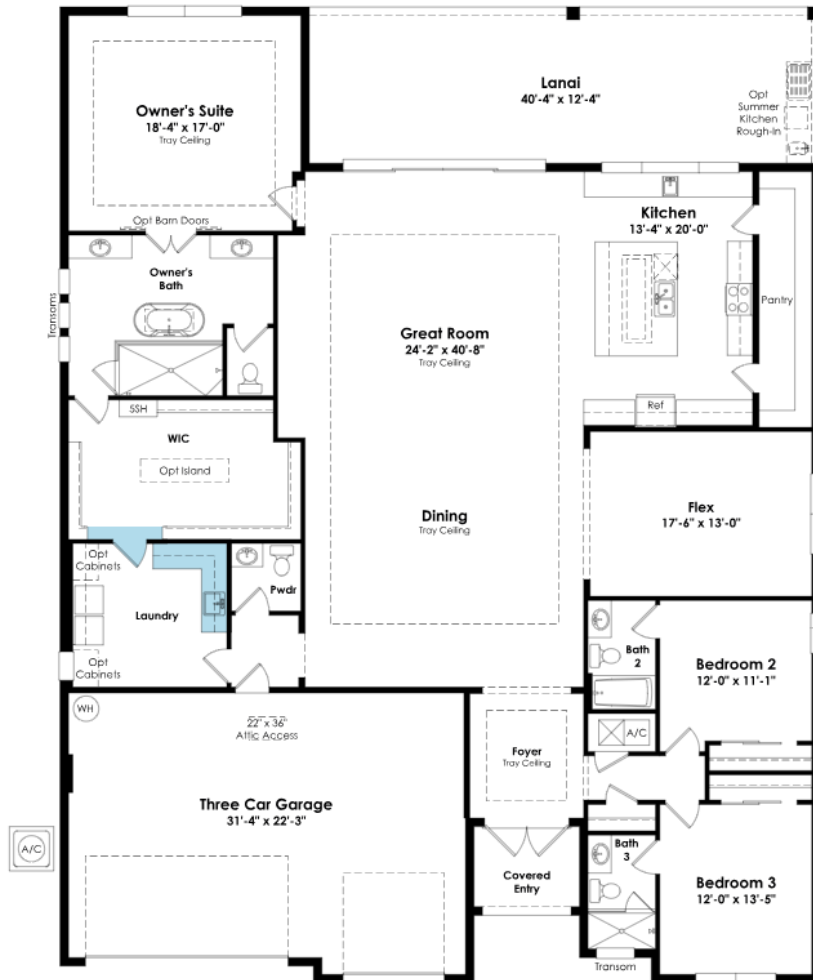 Owner's Suite
18'-4" x 17'-0"
Tray Ceiling
Opt Barn Doors
Lanai
40'-4" x 12'-4"
Opt
Summer
Kitchen
Rough-In
Kitchen
13'-4" x 20'-0"
Pantry
Ref
Owner's
Bath
Transoms
Great Room
24'-2" x 40'-8"
Tray Ceiling
SSH
WIC
Opt Island
Dining
Tray Ceiling
Flex
17'-6" x 13'-0"
Opt
Cabinets
Laundry
Opt
Cabinets
Pwdr
Bath
2
Bedroom 2
12'-0" x 11'-1"
A/C
WH
22" x 36"
Attic Access
Foyer
Tray Ceiling
Three Car Garage
31'-4" x 22'-3"
A/C
Covered
Entry
Bath
3
Bedroom 3
12'-0" x 13'-5"
Transom